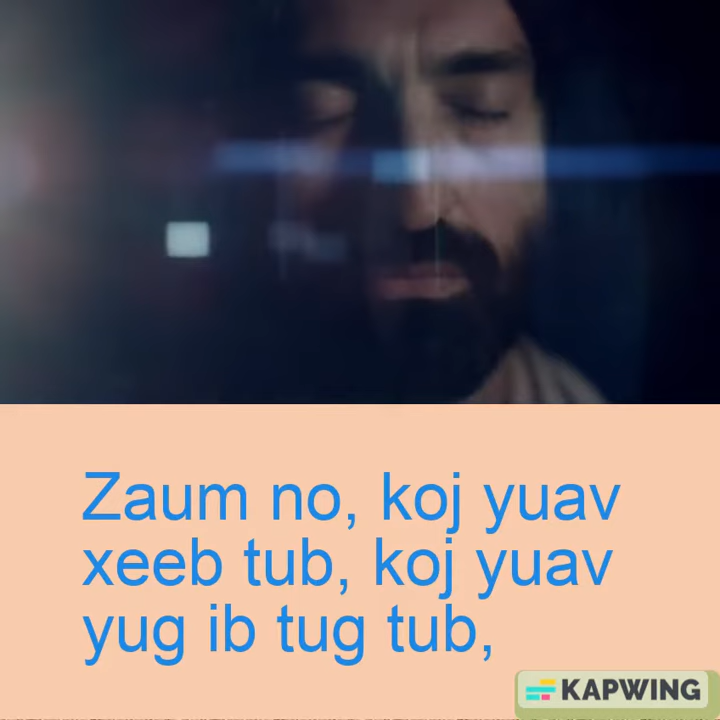 Zaum no, koj yuav
xeeb tub, koj yuav
yug ib tug tub,
KAPWING